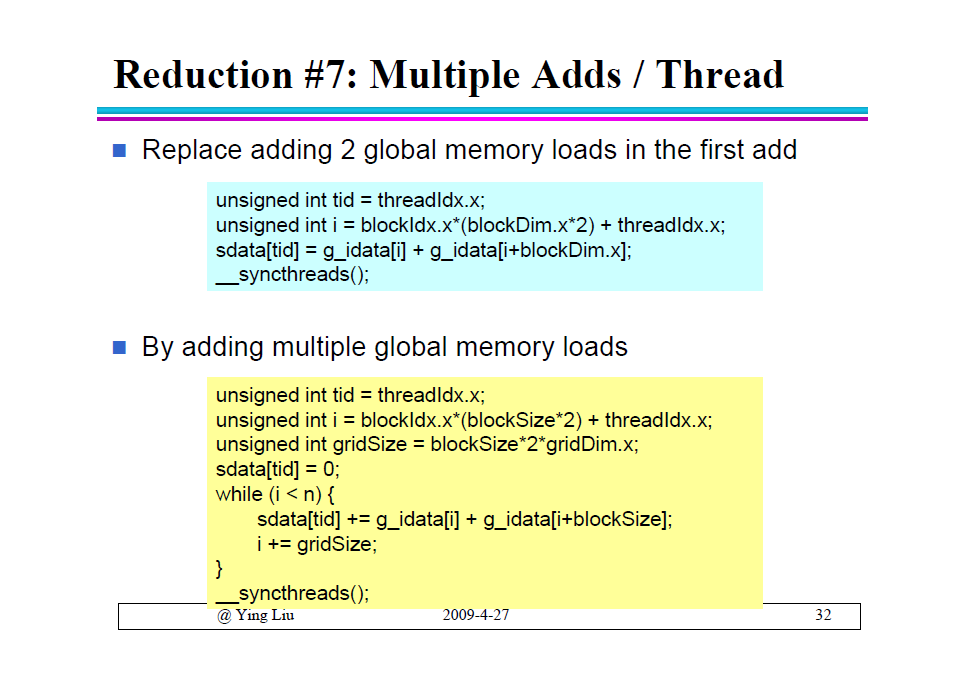 Reduction #7: Multiple Adds / Thread
Replace adding 2 global memory loads in the first add
unsigned int tid = threadIdx.x;
unsigned int i = blockIdx.x*(blockDim.x*2) + threadIdx.x;
sdata[tid] = g_idata[i] + g_idata[i+blockDim.x];
__syncthreads();
By adding multiple global memory loads
unsigned int tid = threadIdx.x;
unsigned int i = blockIdx.x*(blockSize*2) + threadIdx.x;
unsigned int gridSize = blockSize*2*gridDim.x;
sdata[tid] = 0;
while (i < n) {
sdata[tid] += g_idata[i] + g_idata[i+blockSize];
i += gridSize;
}
__syncthreads();
@ Ying Liu 2009-4-27 32